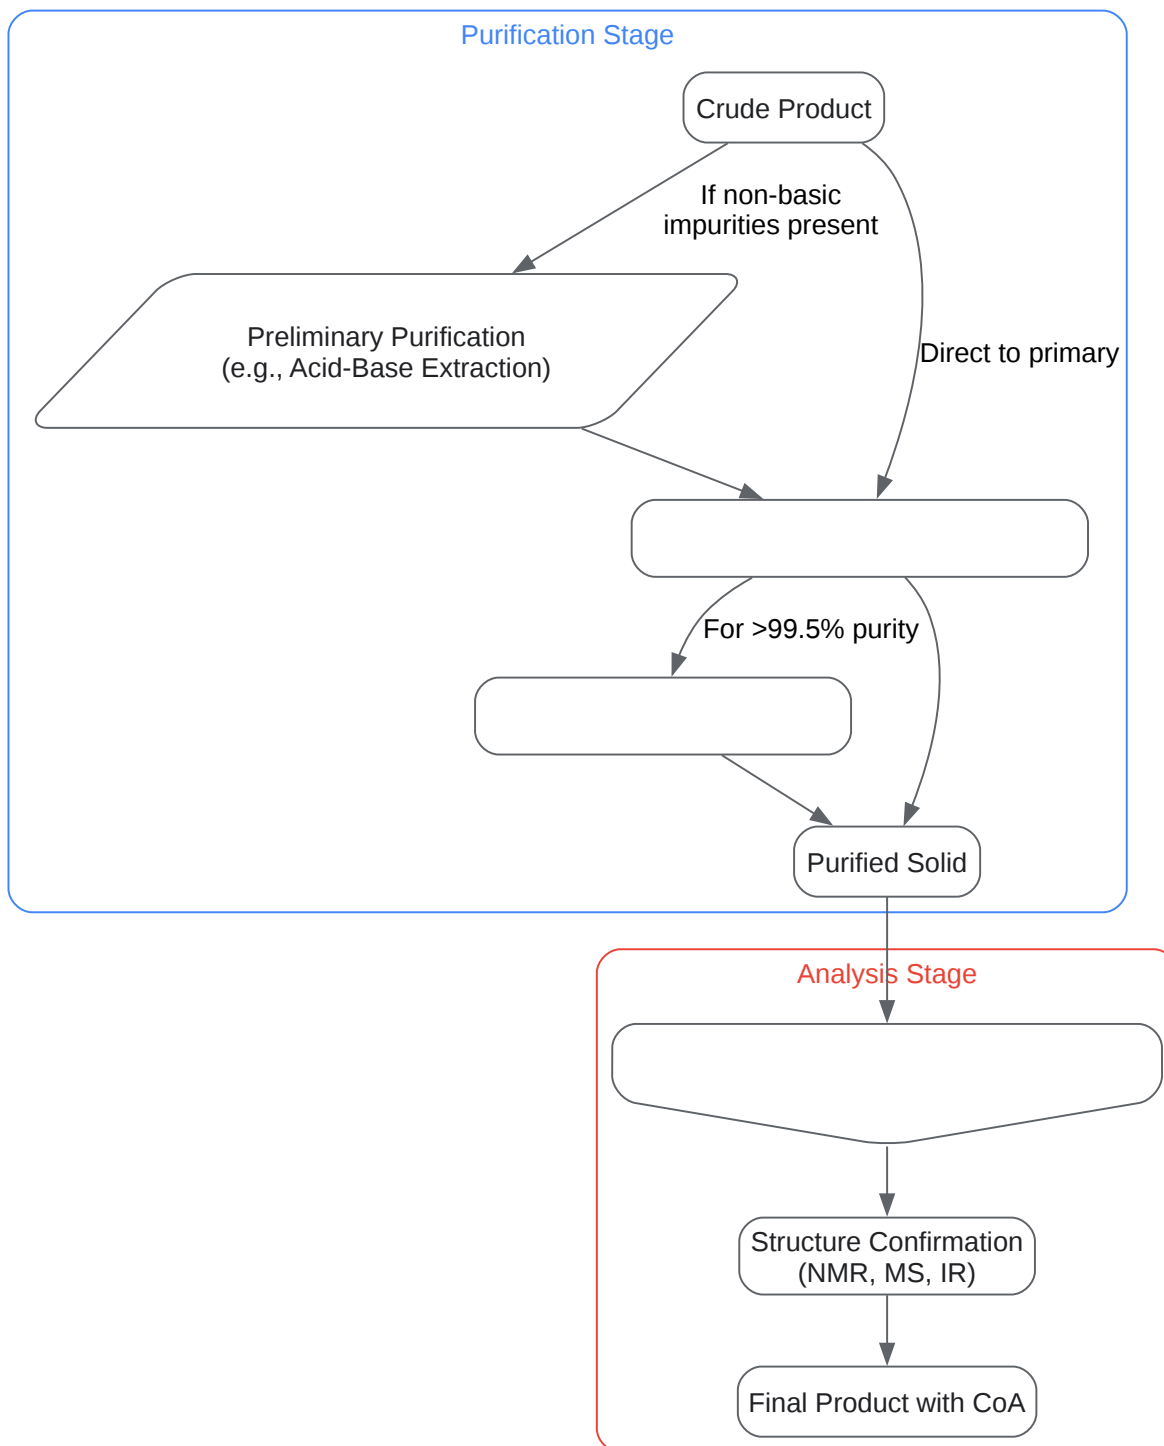 Purification Stage
Crude Product
If non-basic
impurities present
Preliminary Purification
(e.g., Acid-Base Extraction)
Direct to primary
For >99.5% purity
Purified Solid
Analysis Stage
Structure Confirmation
(NMR, MS, IR)
Final Product with CoA